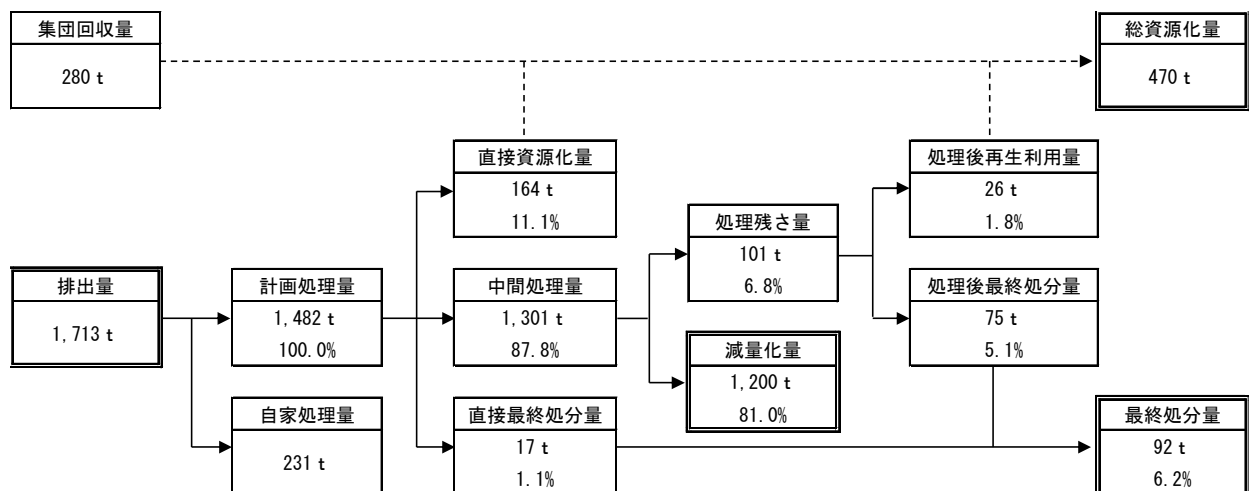 集団回収量
280 t
総資源化量
470 t
直接資源化量
164 t
11.1%
処理後再生利用量
26 t
1.8%
処理残さ量
101 t
6.8%
排出量
1,713 t
計画処理量
1,482 t
100.0%
中間処理量
1,301 t
87.8%
処理後最終処分量
75 t
5.1%
減量化量
1,200 t
81.0%
自家処理量
231 t
直接最終処分量
17 t
1.1%
最終処分量
92 t
6.2%